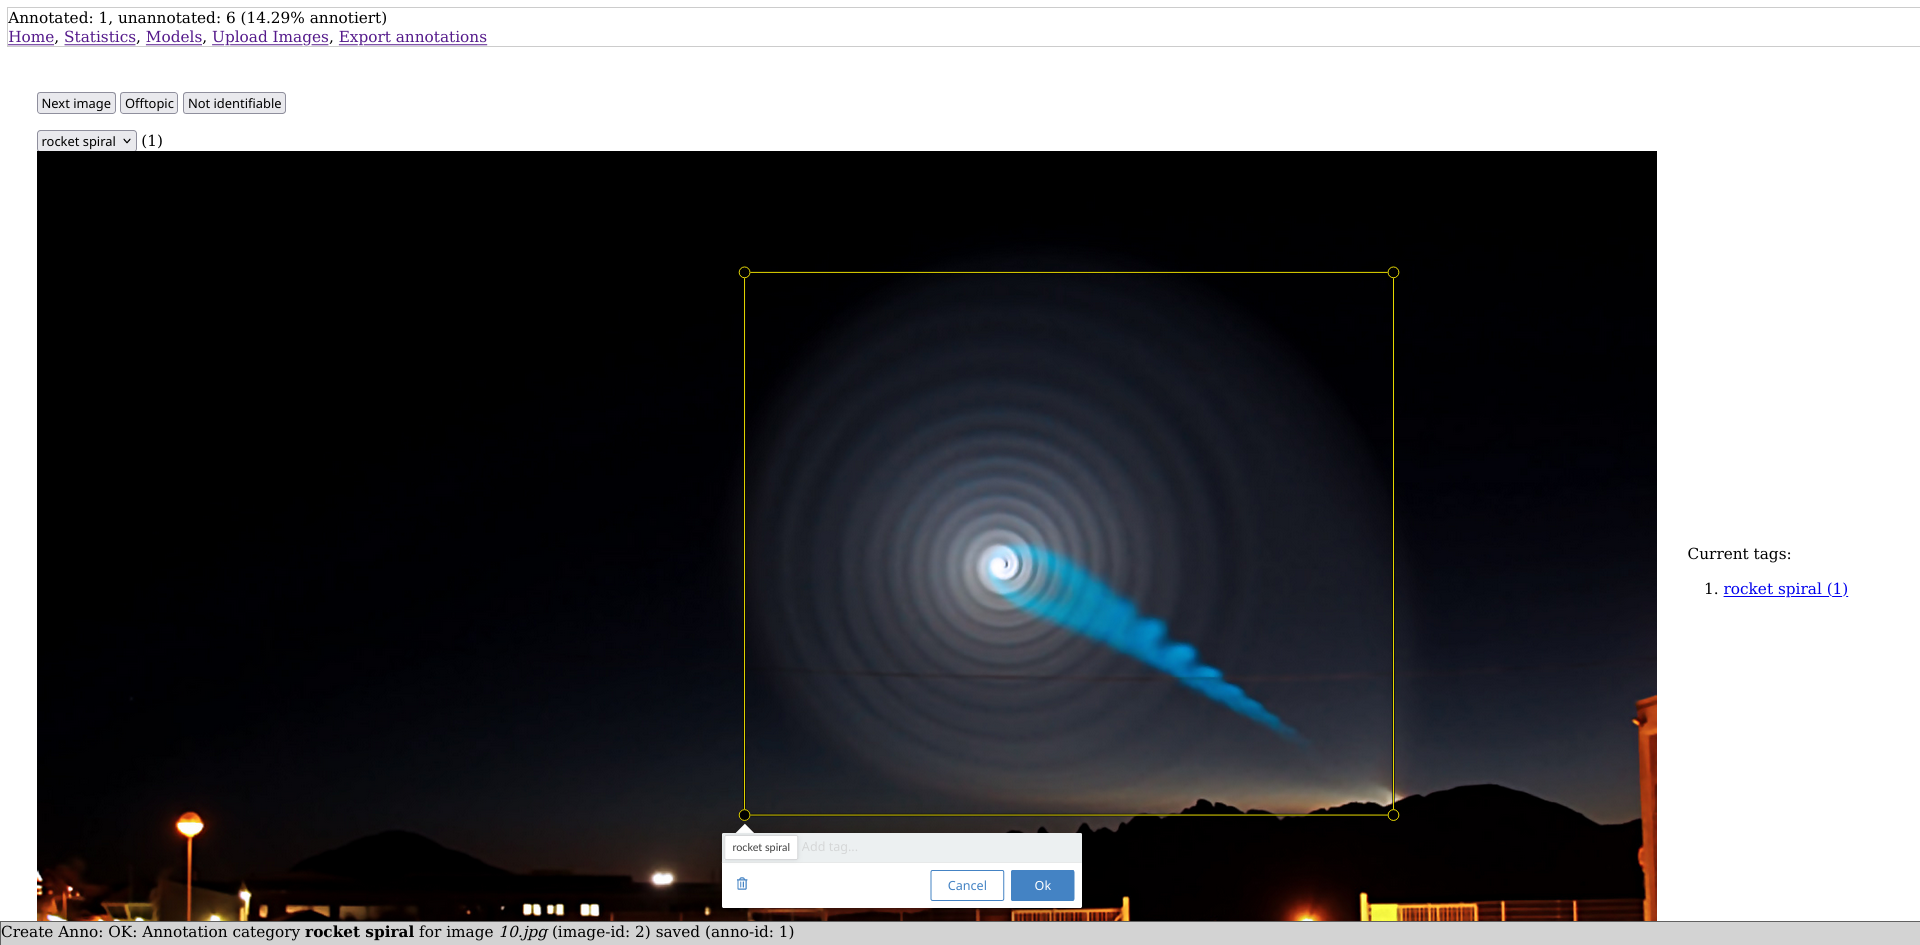 Annotated: 1, unannotated: 6 (14.29% annotiert)
Home, Statistics, Models, Upload Images, Export annotations
Next image Offtopic Not identifiable
rocket spiral (1)
Current tags:
1. rocket spiral (1)
rocket spiral Add tag...
Cancel Ok
Create Anno: OK: Annotation category rocket spiral for image 10.jpg (image-id: 2) saved (anno-id: 1)